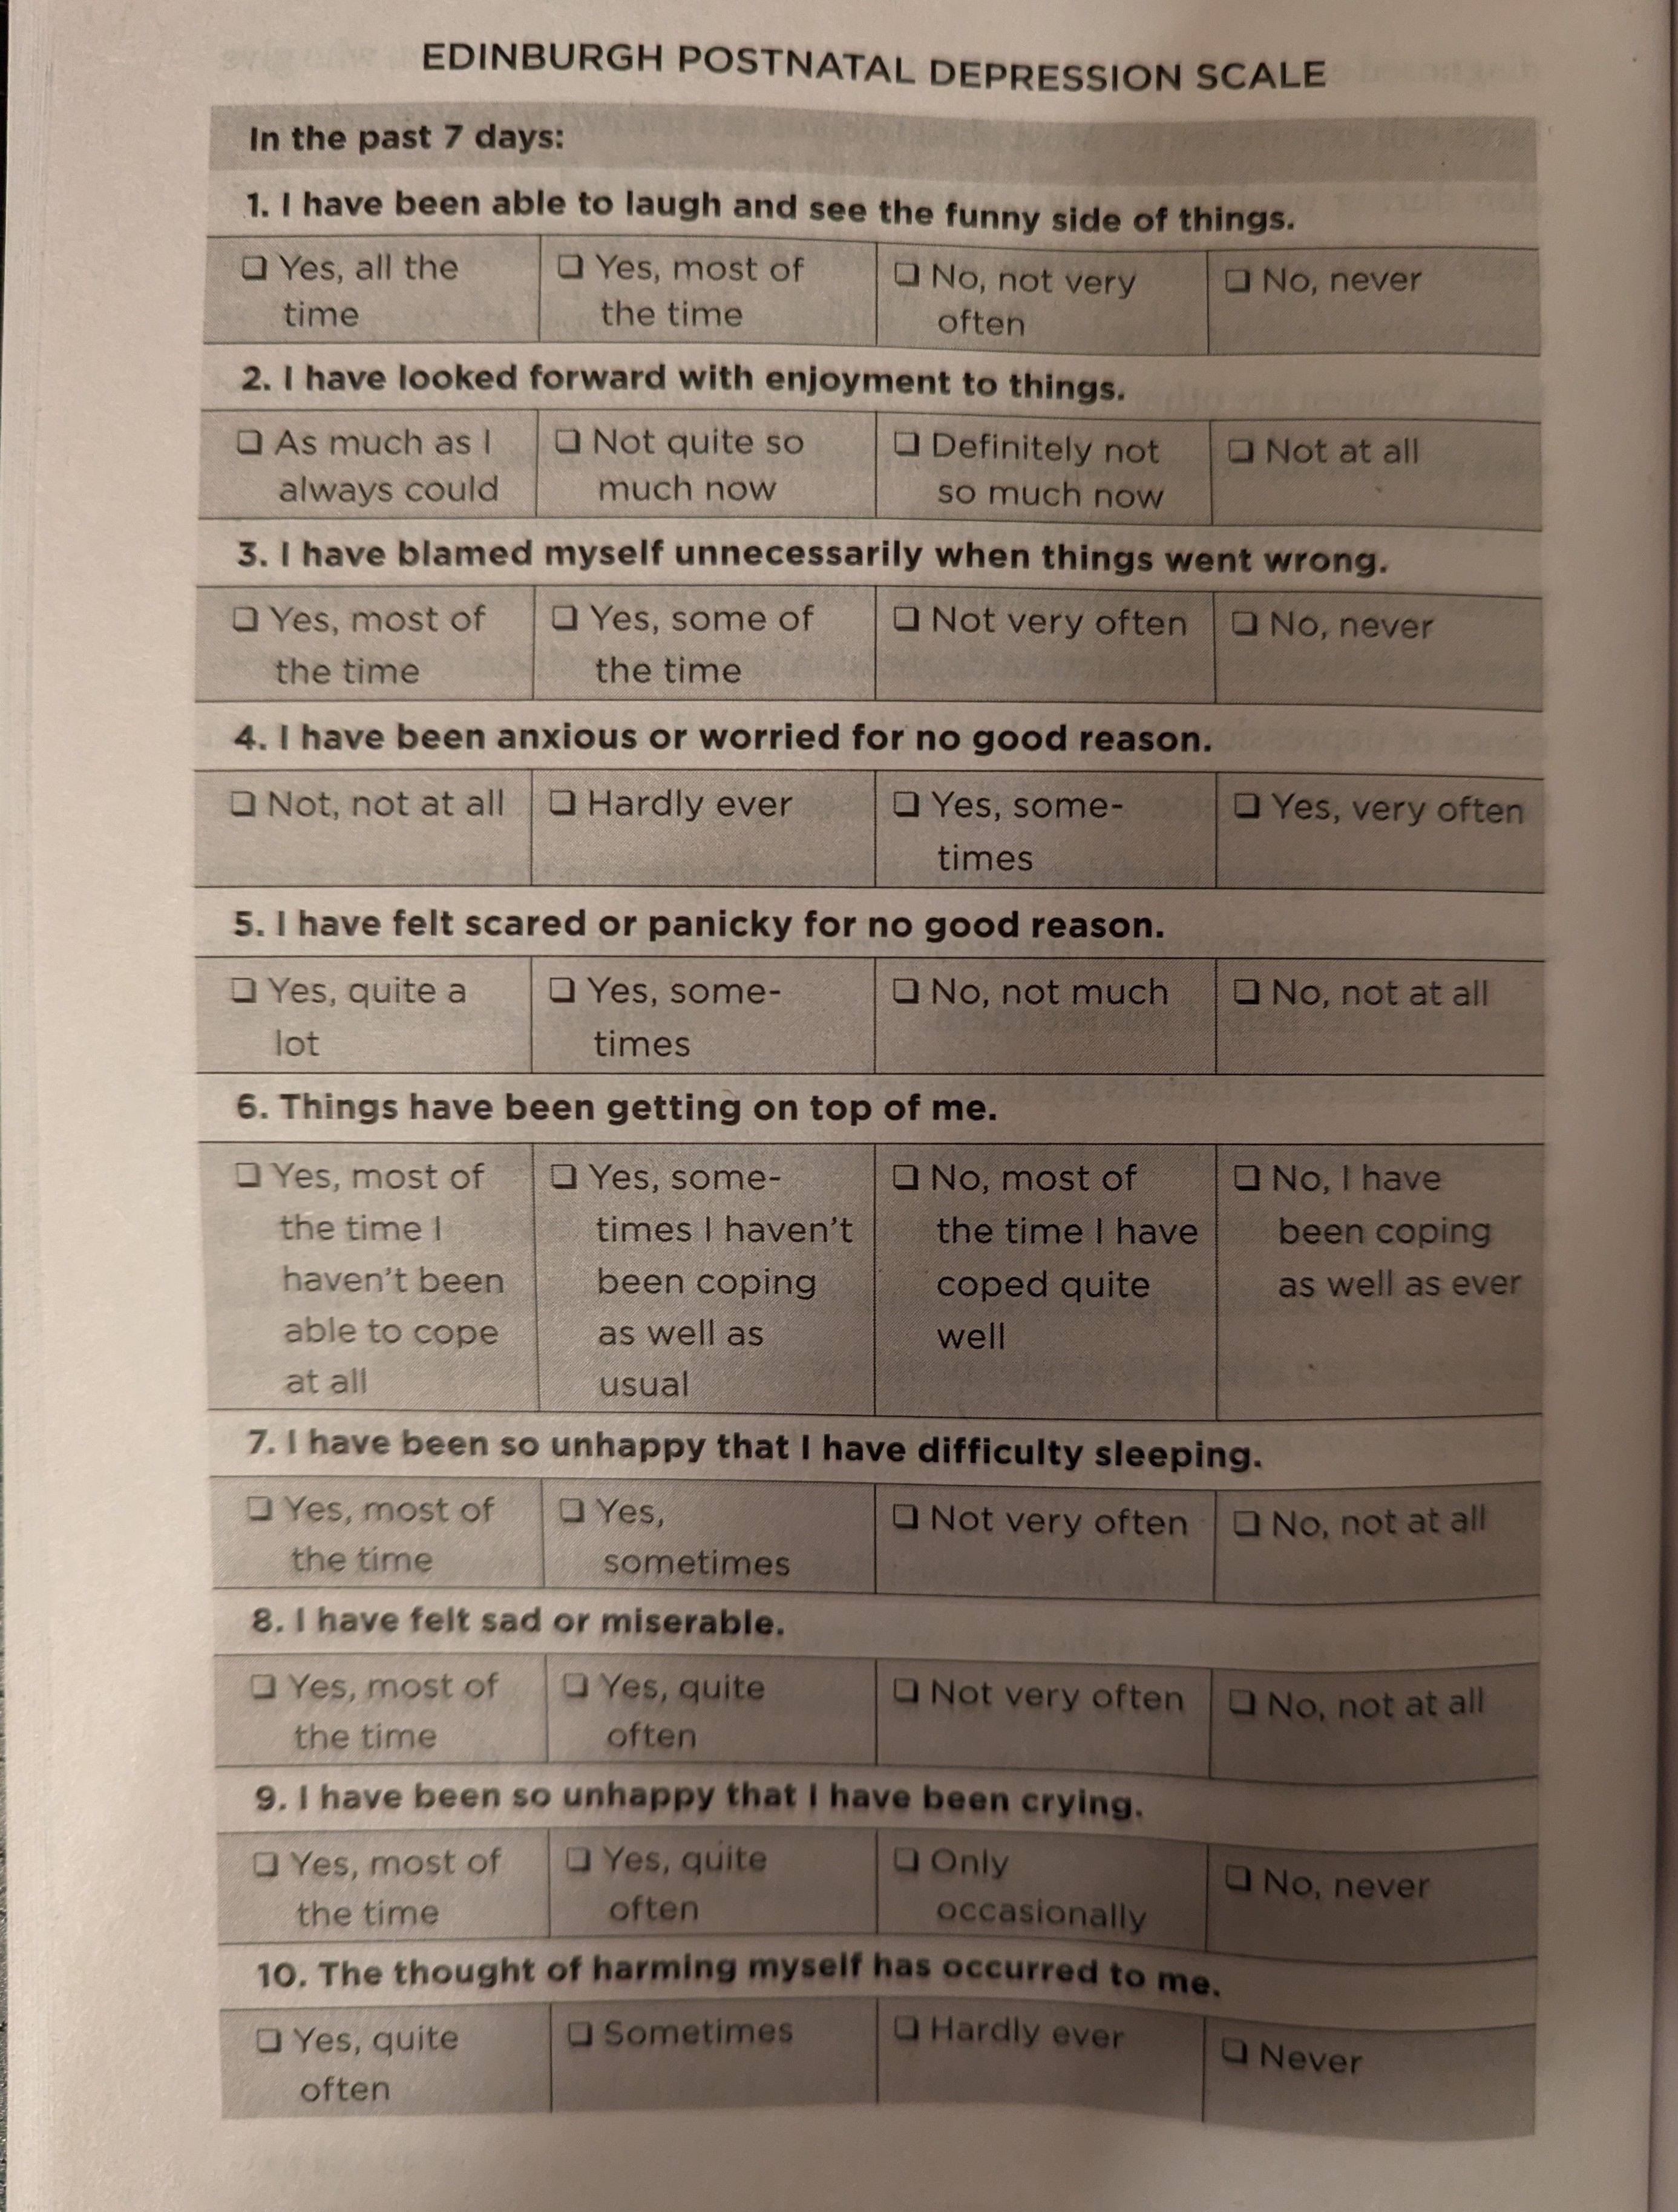 EDINBURGH POSTNATAL DEPRESSION SCALE
In the past 7 days:
1. I have been able to laugh and see the funny side of things.
❑ Yes, all the time
❑ Yes, most of the time
❑ No, not very often
❑ No, never
2. I have looked forward with enjoyment to things.
❑ As much as I always could
❑ Not quite so much now
❑ Definitely not so much now
❑ Not at all
3. I have blamed myself unnecessarily when things went wrong.
❑ Yes, most of the time
❑ Yes, some of the time
❑ Not very often
❑ No, never
4. I have been anxious or worried for no good reason.
❑ Not, not at all
❑ Hardly ever
❑ Yes, some-
times
❑ Yes, very often
5. I have felt scared or panicky for no good reason.
❑ Yes, quite a lot
❑ Yes, some-
times
❑ No, not much
❑ No, not at all
6. Things have been getting on top of me.
❑ Yes, most of
the time I
haven't been
able to cope
at all
❑ Yes, some-
times I haven't
been coping
as well as
usual
❑ No, most of
the time I have
coped quite
well
❑ No, I have
been coping
as well as ever
7. I have been so unhappy that I have difficulty sleeping.
❑ Yes, most of
the time
❑ Yes,
sometimes
❑ Not very often
❑ No, not at all
8. I have felt sad or miserable.
❑ Yes, most of
the time
❑ Yes, quite
often
❑ Not very often
❑ No, not at all
9. I have been so unhappy that I have been crying.
❑ Yes, most of
the time
❑ Yes, quite
often
❑ Only
occasionally
❑ No, never
10. The thought of harming myself has occurred to me.
❑ Yes, quite
often
❑ Sometimes
❑ Hardly ever
❑ Never